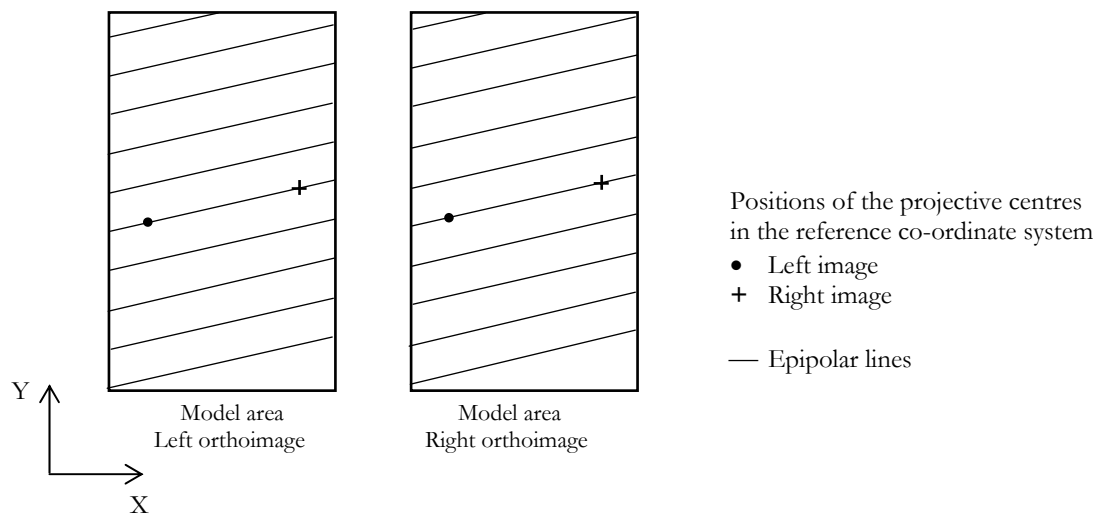 Positions of the projective centres
in the reference co-ordinate system
Left image
Right image
Epipolar lines
Y
X
Model area
Left orthoimage
Model area
Right orthoimage